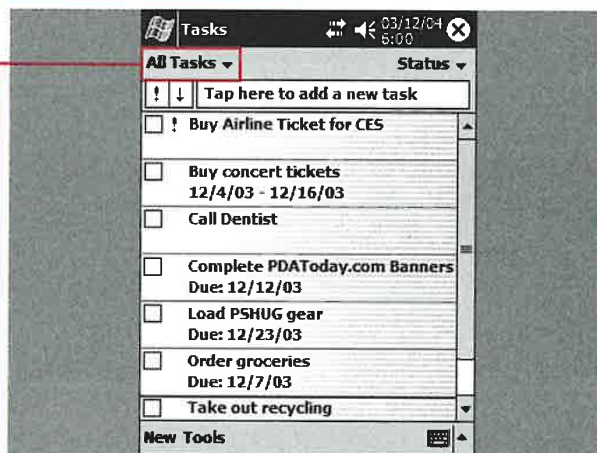 Tasks
03/12/04
6:00
All Tasks
Status
! ↓ Tap here to add a new task
! Buy Airline Ticket for CES
Buy concert tickets
12/4/03 - 12/16/03
Call Dentist
Complete PDAToday.com Banners
Due: 12/12/03
Load PSHUG gear
Due: 12/23/03
Order groceries
Due: 12/7/03
Take out recycling
New Tools